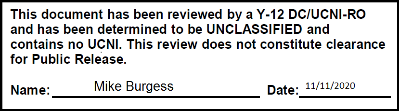 This document has been reviewed by a Y-12 DC/UCNI-RO
and has been determined to be UNCLASSIFIED and
contains no UCNI. This review does not constitute clearance
for Public Release.
Name: Mike Burgess Date: 11/11/2020